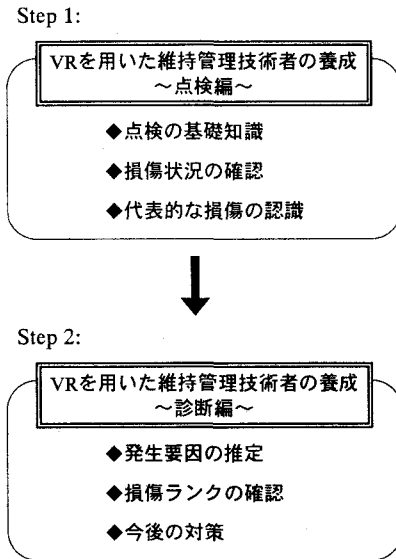 Step 1:
VRを用いた維持管理技術者の養成
～点検編～
◆点検の基礎知識
◆損傷状況の確認
◆代表的な損傷の認識
Step 2:
VRを用いた維持管理技術者の養成
～診断編～
◆発生要因の推定
◆損傷ランクの確認
◆今後の対策